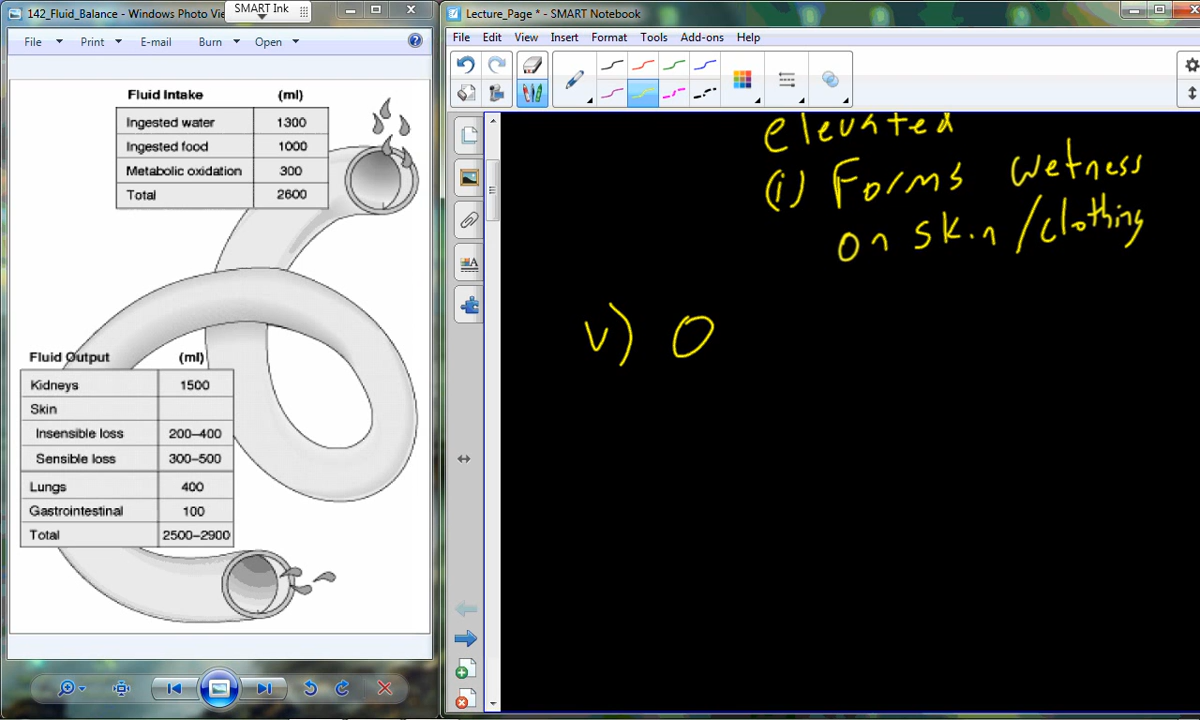 142_Fluid_Balance - Windows Photo Vie
SMART Ink
File Print E-mail Burn Open
Fluid Intake (ml)
Ingested water 1300
Ingested food 1000
Metabolic oxidation 300
Total 2600
Fluid Output (ml)
Kidneys 1500
Skin
Insensible loss 200–400
Sensible loss 300–500
Lungs 400
Gastrointestinal 100
Total 2500–2900
Lecture_Page * - SMART Notebook
File Edit View Insert Format Tools Add-ons Help
elevated
(i) Forms wetness
on skin/clothing
v) O